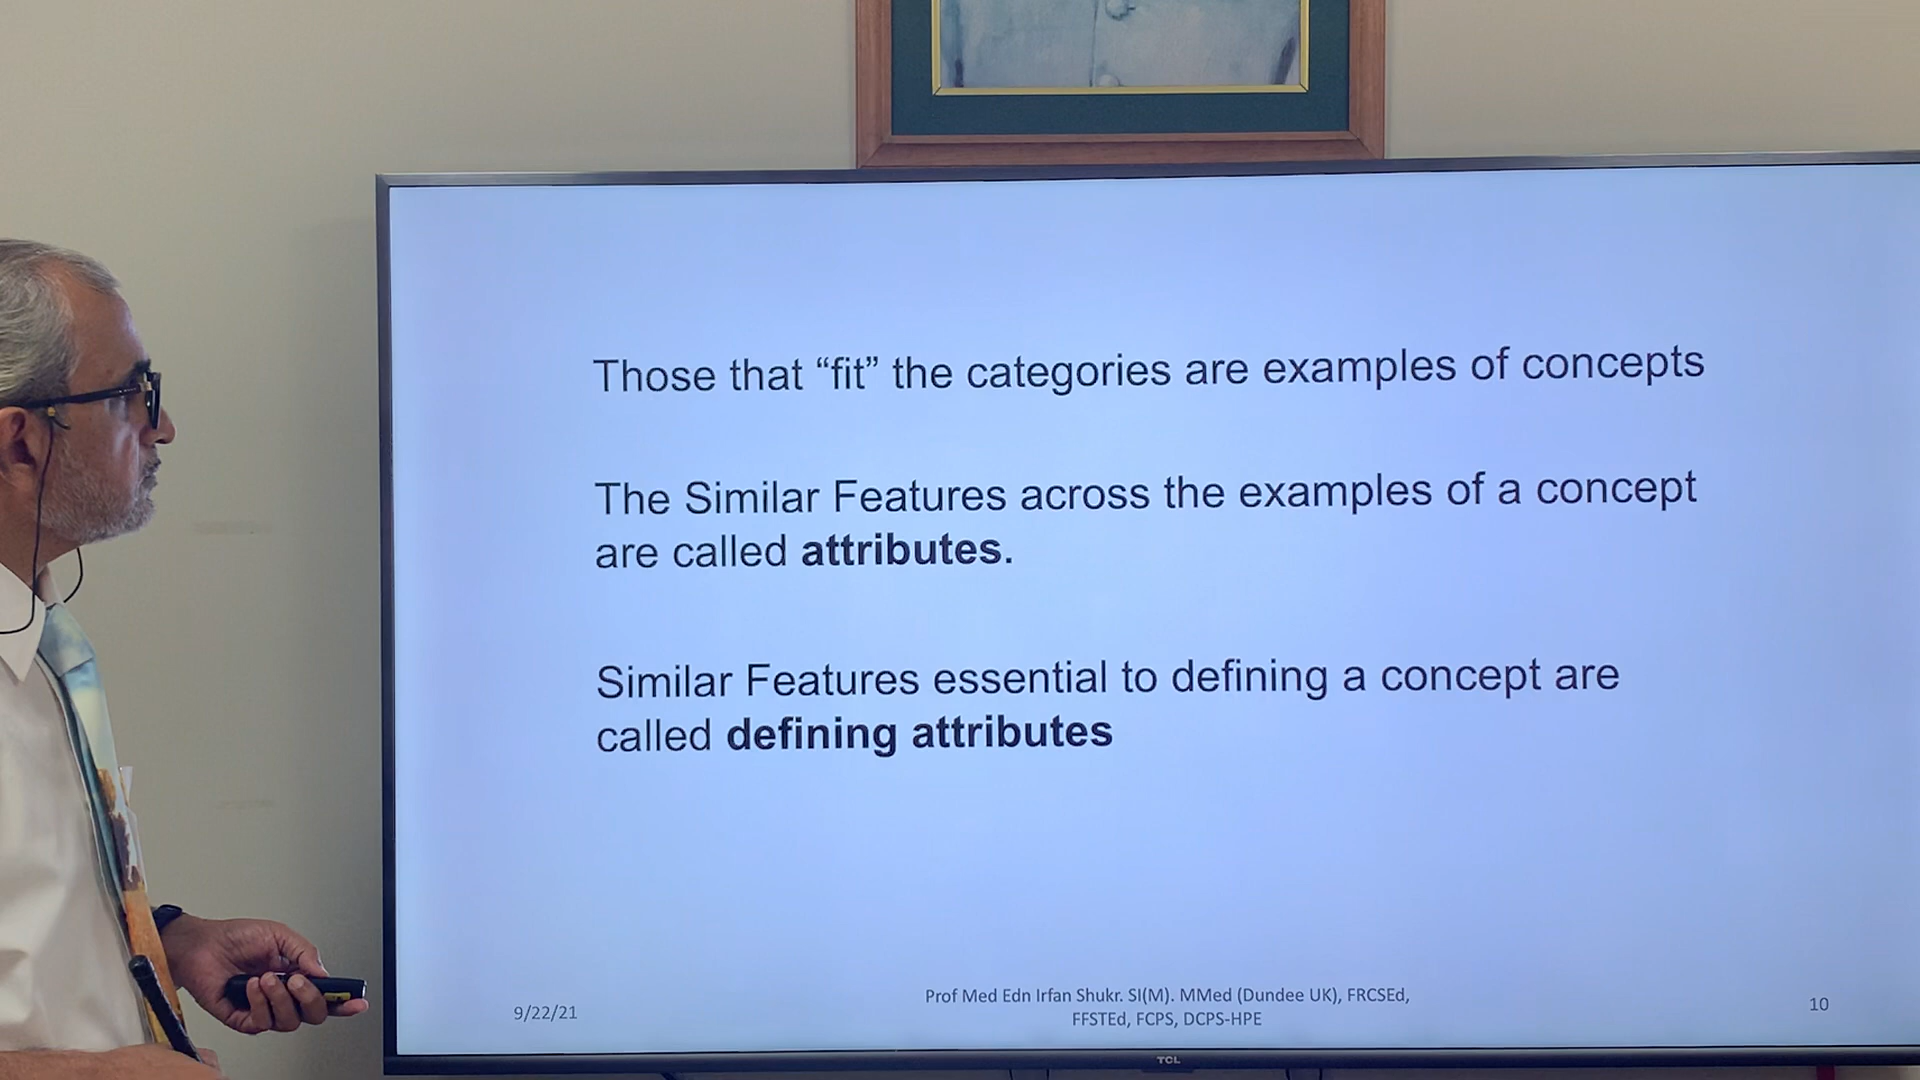 Those that “fit” the categories are examples of concepts
The Similar Features across the examples of a concept
are called attributes.
Similar Features essential to defining a concept are
called defining attributes
9/22/21
Prof Med Edn Irfan Shukr. SI(M). MMed (Dundee UK), FRCSEd,
FFSTEd, FCPS, DCPS-HPE
10
TCL